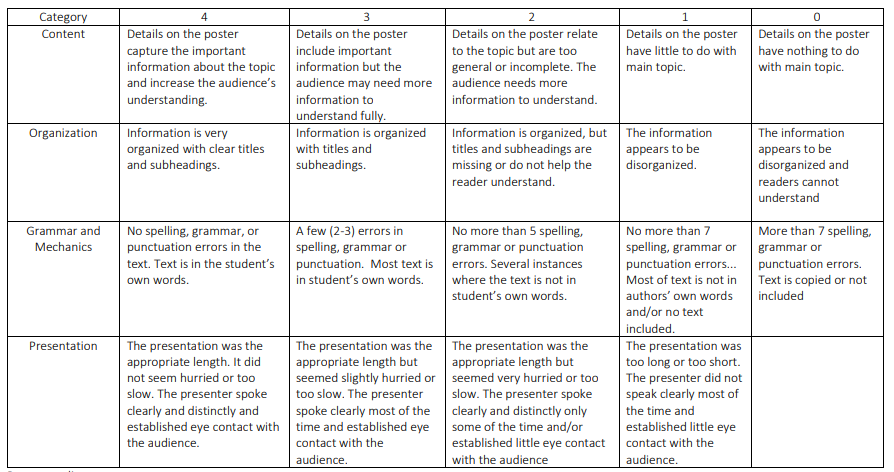 Category 4 3 2 1 0
Content
Details on the poster
capture the important
information about the topic
and increase the audience's
understanding.
Details on the poster
include important
information but the
audience may need more
information to
understand fully.
Details on the poster relate
to the topic but are too
general or incomplete. The
audience needs more
information to understand.
Details on the poster
have little to do with
main topic.
Details on the poster
have nothing to do
with main topic.
Organization
Information is very
organized with clear titles
and subheadings.
Information is organized
with titles and
subheadings.
Information is organized, but
titles and subheadings are
missing or do not help the
reader understand.
The information
appears to be
disorganized.
The information
appears to be
disorganized and
readers cannot
understand
Grammar and
Mechanics
No spelling, grammar, or
punctuation errors in the
text. Text is in the student's
own words.
A few (2-3) errors in
spelling, grammar or
punctuation. Most text is
in student's own words.
No more than 5 spelling,
grammar or punctuation
errors. Several instances
where the text is not in
student's own words.
No more than 7
spelling, grammar or
punctuation errors...
Most of text is not in
authors' own words
and/or no text
included.
More than 7 spelling,
grammar or
punctuation errors.
Text is copied or not
included
Presentation
The presentation was the
appropriate length. It did
not seem hurried or too
slow. The presenter spoke
clearly and distinctly and
established eye contact with
the audience.
The presentation was the
appropriate length but
seemed slightly hurried or
too slow. The presenter
spoke clearly most of the
time and established eye
contact with the
audience.
The presentation was the
appropriate length but
seemed very hurried or too
slow. The presenter spoke
clearly and distinctly only
some of the time and/or
established little eye contact
with the audience
The presentation was
too long or too short.
The presenter did not
speak clearly most of
the time and
established little eye
contact with the
audience.